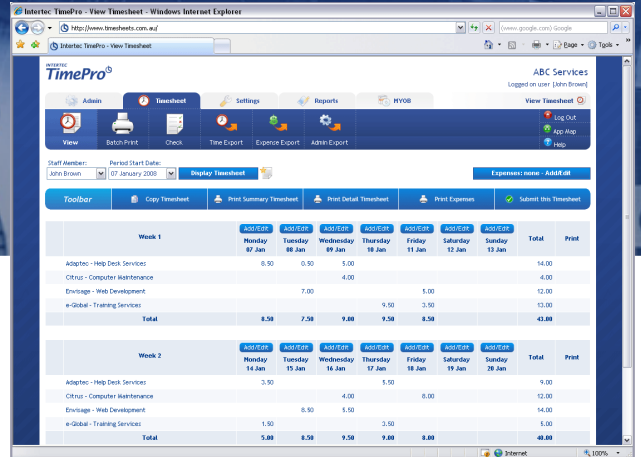 Intertec TimePro - View Timesheet - Windows Internet Explorer
http://www.timesheets.com.au/
(www.google.com) Google
Intertec TimePro - View Timesheet
Page Tools
INTERTEC
TimePro
ABC Services
Logged on user [John Brown]
Admin Timesheet Settings Reports MYOB View Timesheet
View Batch Print Check Time Export Expense Export Admin Export
Log Out
App Map
Help
Staff Member: Period Start Date:
John Brown 07 January 2008 Display Timesheet Expenses: none - Add/Edit
Toolbar Copy Timesheet Print Summary Timesheet Print Detail Timesheet Print Expenses Submit this Timesheet
Add/Edit Add/Edit Add/Edit Add/Edit Add/Edit Add/Edit Add/Edit
Week 1 Monday Tuesday Wednesday Thursday Friday Saturday Sunday Total Print
07 Jan 08 Jan 09 Jan 10 Jan 11 Jan 12 Jan 13 Jan
Adaptec - Help Desk Services 8.50 0.50 5.00 14.00
Citrus - Computer Maintenance 4.00 4.00
Envisage - Web Development 7.00 5.00 12.00
e-Global - Training Services 9.50 3.50 13.00
Total 8.50 7.50 9.00 9.50 8.50 43.00
Add/Edit Add/Edit Add/Edit Add/Edit Add/Edit Add/Edit Add/Edit
Week 2 Monday Tuesday Wednesday Thursday Friday Saturday Sunday Total Print
14 Jan 15 Jan 16 Jan 17 Jan 18 Jan 19 Jan 20 Jan
Adaptec - Help Desk Services 3.50 5.50 9.00
Citrus - Computer Maintenance 4.00 8.00 12.00
Envisage - Web Development 8.50 5.50 14.00
e-Global - Training Services 1.50 3.50 5.00
Total 5.00 8.50 9.50 9.00 8.00 40.00
Internet 100%